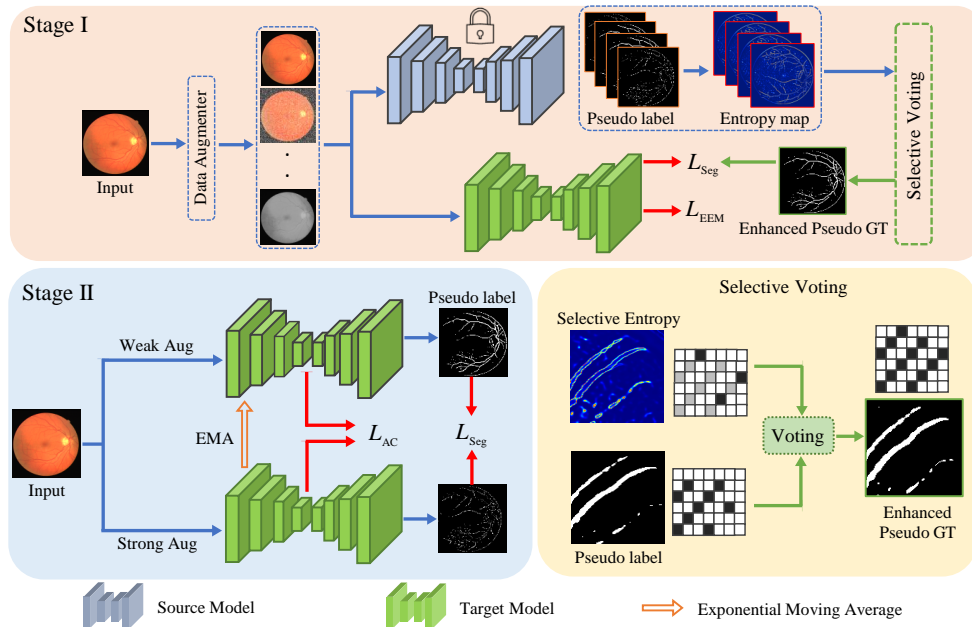 Stage I
Input
Data Augmenter
Pseudo label
Entropy map
L_Seg
L_EEM
Enhanced Pseudo GT
Selective Voting
Stage II
Weak Aug
Strong Aug
Input
EMA
L_AC
Pseudo label
L_Seg
Selective Voting
Selective Entropy
Pseudo label
Voting
Enhanced
Pseudo GT
Source Model
Target Model
Exponential Moving Average